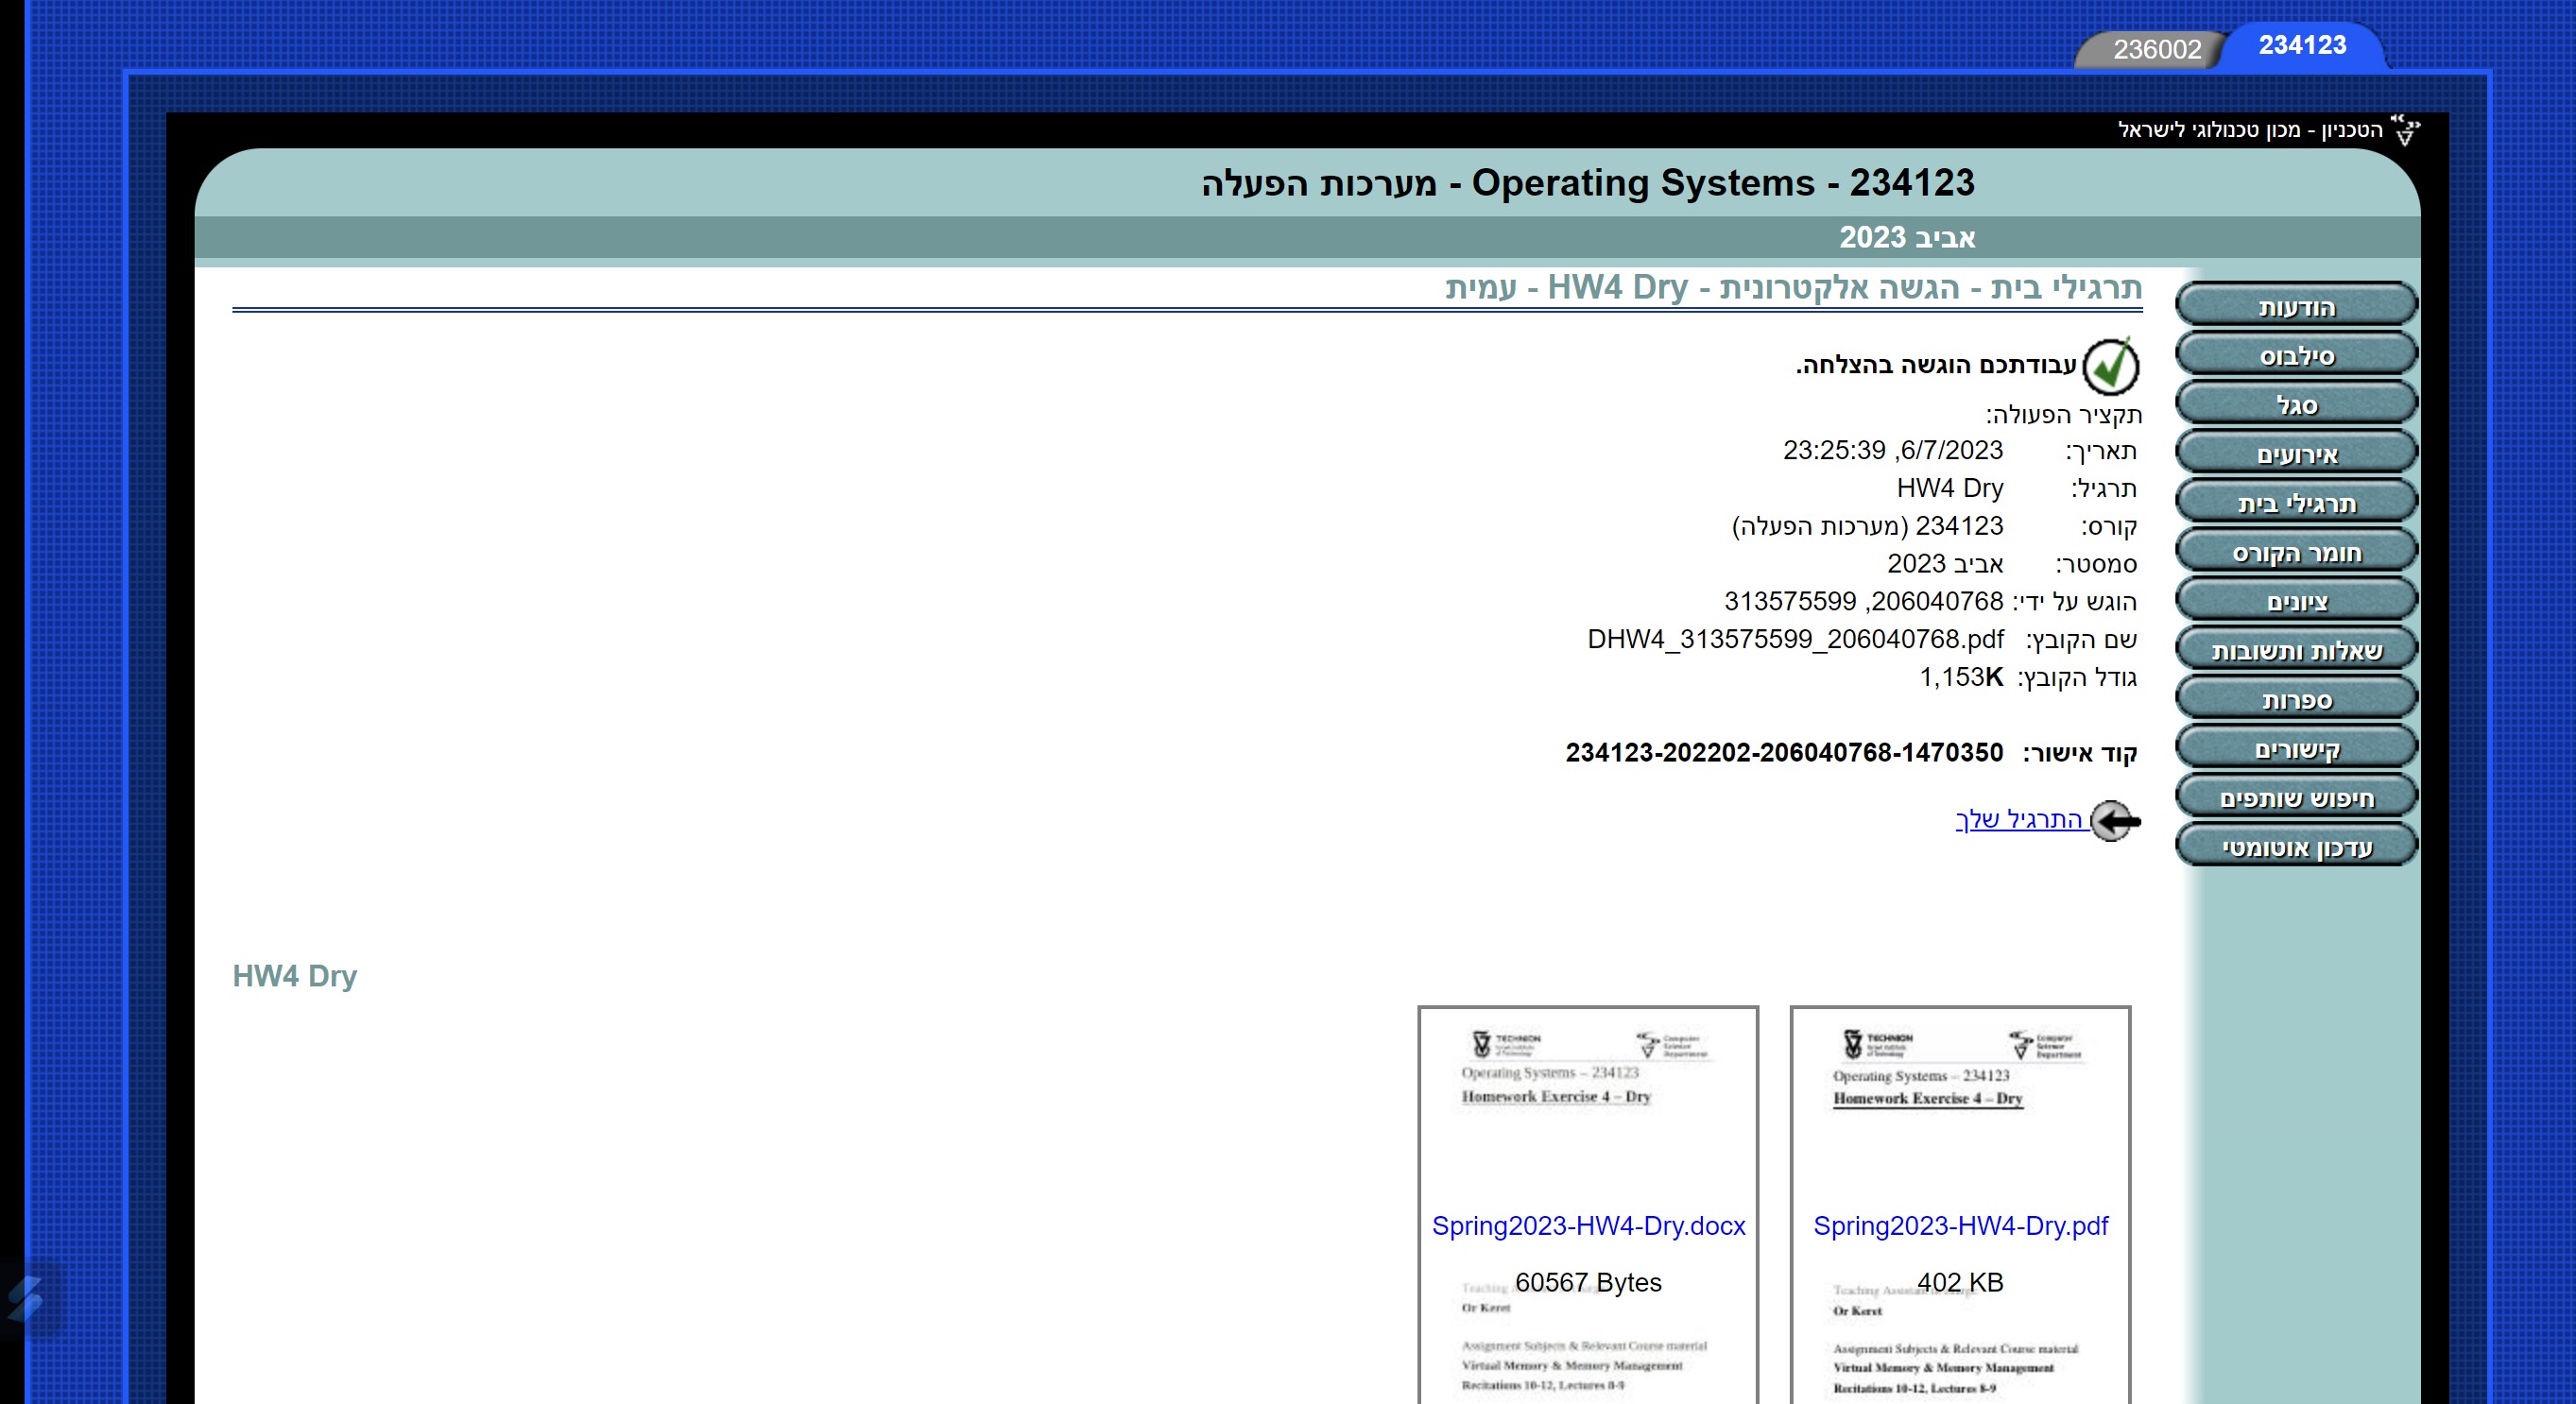 234123
236002
הטכניון - מכון טכנולוגי לישראל
234123 - Operating Systems - מערכות הפעלה
אביב 2023
תרגילי בית - הגשה אלקטרונית - HW4 Dry - עמית
הודעות
סילבוס
סגל
אירועים
תרגילי בית
חומר הקורס
ציונים
שאלות ותשובות
ספרות
קישורים
חיפוש שותפים
עדכון אוטומטי
עבודתכם הוגשה בהצלחה.
תקציר הפעולה:
תאריך: 6/7/2023, 23:25:39
תרגיל: HW4 Dry
קורס: 234123 (מערכות הפעלה)
סמסטר: אביב 2023
הוגש על ידי: 206040768, 313575599
שם הקובץ: DHW4_313575599_206040768.pdf
גודל הקובץ: 1,153K
קוד אישור: 234123-202202-206040768-1470350
התרגיל שלך
HW4 Dry
TECHNION
Israel Institute
of Technology
Computer
Science
Department
Operating Systems – 234123
Homework Exercise 4 – Dry
Spring2023-HW4-Dry.pdf
402 KB
Teaching
Or Keret
Assignment Subjects & Relevant Course material
Virtual Memory & Memory Management
Recitations 10-12, Lectures 8-9
TECHNION
Israel Institute
of Technology
Computer
Science
Department
Operating Systems – 234123
Homework Exercise 4 – Dry
Spring2023-HW4-Dry.docx
60567 Bytes
Teaching
Or Keret
Assignment Subjects & Relevant Course material
Virtual Memory & Memory Management
Recitations 10-12, Lectures 8-9